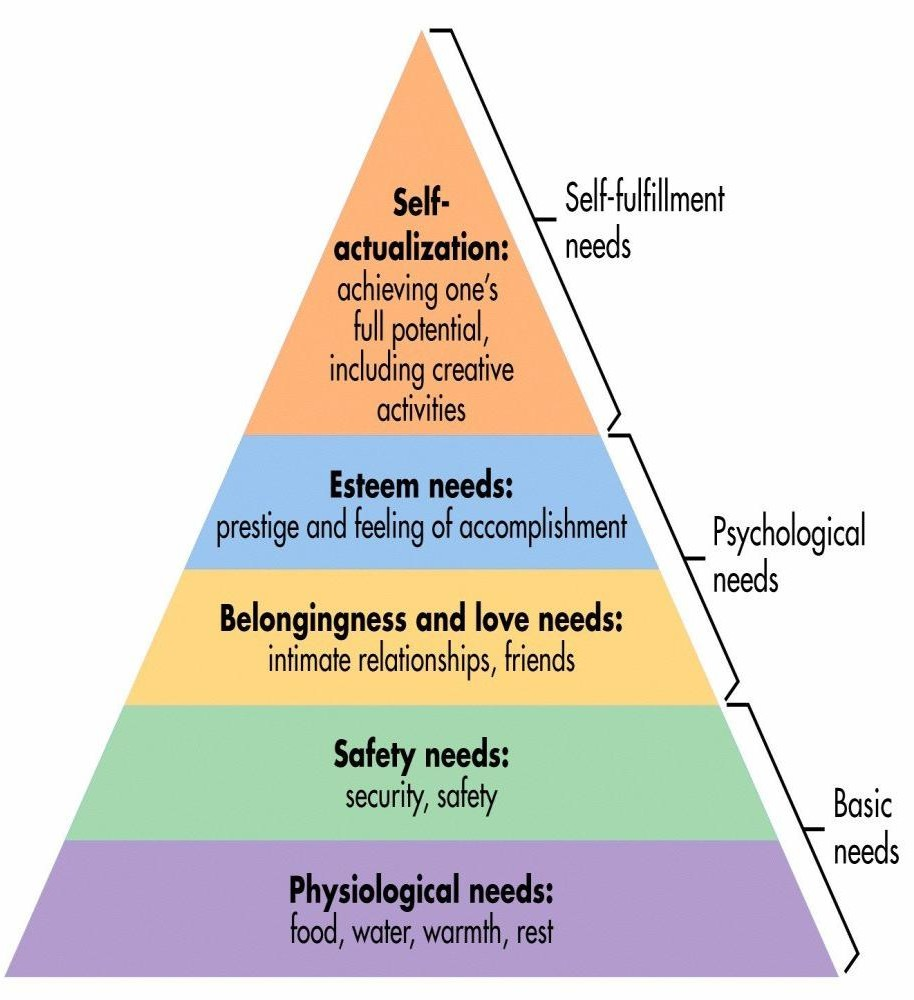 Self-
actualization:
achieving one's
full potential,
including creative
activities
Self-fulfillment
needs
Esteem needs:
prestige and feeling of accomplishment
Belongingness and love needs:
intimate relationships, friends
Psychological
needs
Safety needs:
security, safety
Physiological needs:
food, water, warmth, rest
Basic
needs